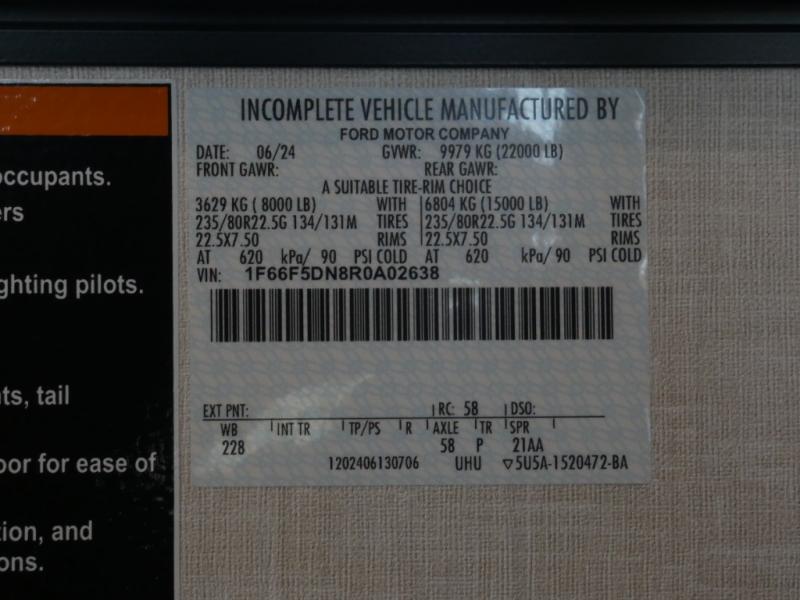 occupants.
ers
ghting pilots.
ts, tail
oor for ease of
tion, and
ons.
INCOMPLETE VEHICLE MANUFACTURED BY
FORD MOTOR COMPANY
DATE: 06/24 GVWR: 9979 KG (22000 LB)
FRONT GAWR: REAR GAWR:
A SUITABLE TIRE-RIM CHOICE
3629 KG ( 8000 LB) WITH 6804 KG (15000 LB) WITH
235/80R22.5G 134/131M TIRES 235/80R22.5G 134/131M TIRES
22.5X7.50 RIMS 22.5X7.50 RIMS
AT 620 kPa/ 90 PSI COLD AT 620 kPa/ 90 PSI COLD
VIN: 1F66F5DN8R0A02638
EXT PNT: RC: 58 DSO:
WB INT TR TP/PS R AXLE TR SPR
228 58 P 21AA
1202406130706 UHU ▽5U5A-1520472-BA